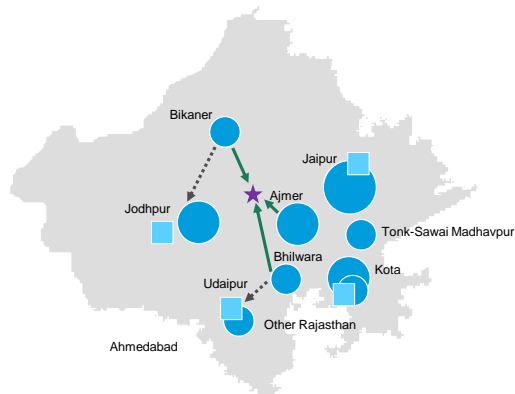 Bikaner
Jaipur
Ajmer
Jodhpur
Tonk-Sawai Madhavpur
Bhilwara
Kota
Udaipur
Other Rajasthan
Ahmedabad